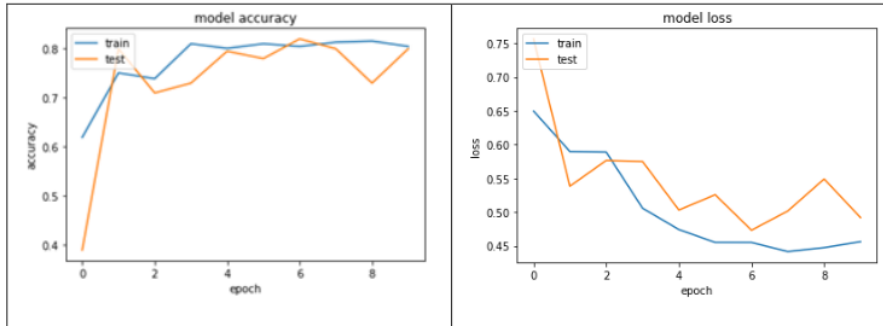 model accuracy
train
test
0.8
0.7
0.6
0.5
0.4
accuracy
0 2 4 6 8
epoch
model loss
train
test
0.75
0.70
0.65
0.60
0.55
0.50
0.45
loss
0 2 4 6 8
epoch